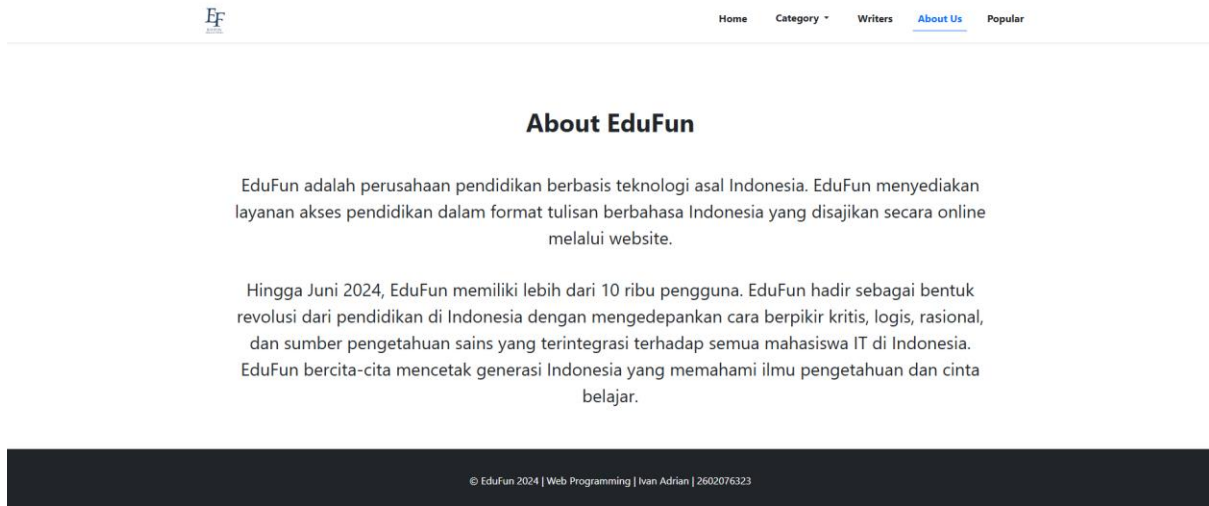 EF
Home Category Writers About Us Popular
About EduFun
EduFun adalah perusahaan pendidikan berbasis teknologi asal Indonesia. EduFun menyediakan
layanan akses pendidikan dalam format tulisan berbahasa Indonesia yang disajikan secara online
melalui website.
Hingga Juni 2024, EduFun memiliki lebih dari 10 ribu pengguna. EduFun hadir sebagai bentuk
revolusi dari pendidikan di Indonesia dengan mengedepankan cara berpikir kritis, logis, rasional,
dan sumber pengetahuan sains yang terintegrasi terhadap semua mahasiswa IT di Indonesia.
EduFun bercita-cita mencetak generasi Indonesia yang memahami ilmu pengetahuan dan cinta
belajar.
© EduFun 2024 | Web Programming | Ivan Adrian | 2602076323